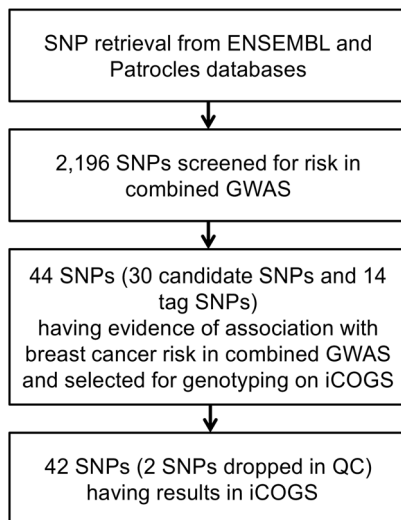 SNP retrieval from ENSEMBL and
Patrocles databases
2,196 SNPs screened for risk in
combined GWAS
44 SNPs (30 candidate SNPs and 14
tag SNPs)
having evidence of association with
breast cancer risk in combined GWAS
and selected for genotyping on iCOGS
42 SNPs (2 SNPs dropped in QC)
having results in iCOGS